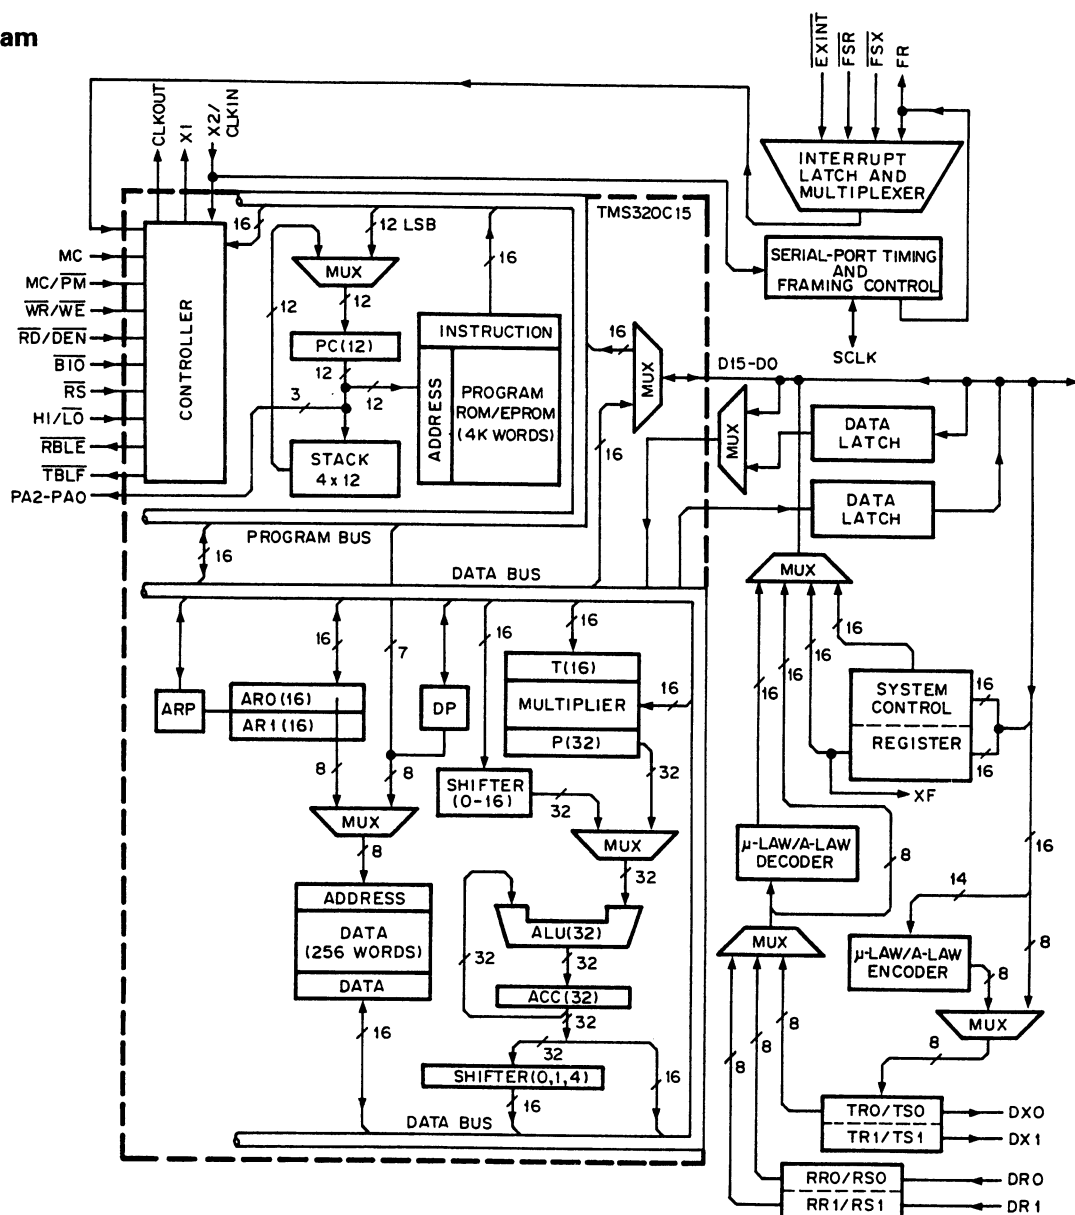 am
EXINT
FSR
FSX
FR
CLKOUT
X1
X2/
CLKIN
INTERRUPT
LATCH AND
MULTIPLEXER
TMS320C15
16
12 LSB
16
MUX
12
12
SERIAL-PORT TIMING
AND
FRAMING CONTROL
SCLK
MC
MC/PM
WR/WE
RD/DEN
BIO
RS
HI/LO
RBLE
TBLF
PA2-PA0
CONTROLLER
PC(12)
12
12
3
STACK
4 x 12
INSTRUCTION
ADDRESS
PROGRAM
ROM/EPROM
(4K WORDS)
16
MUX
16
D15-D0
MUX
DATA
LATCH
DATA
LATCH
PROGRAM BUS
16
DATA BUS
MUX
16
16
16
16
16
7
16
16
ARP
AR0 (16)
AR1 (16)
DP
T(16)
MULTIPLIER
P(32)
16
SYSTEM
CONTROL
REGISTER
16
16
XF
8
8
SHIFTER
(0-16)
32
32
MUX
MUX
8
32
μ-LAW/A-LAW
DECODER
8
16
ADDRESS
DATA
(256 WORDS)
DATA
16
ALU(32)
32
32
ACC(32)
32
32
SHIFTER(0,1,4)
16
16
DATA BUS
14
μ-LAW/A-LAW
ENCODER
8
8
MUX
MUX
8
8
8
8
TR0/TS0
TR1/TS1
DX0
DX1
RR0/RS0
RR1/RS1
DR0
DR1